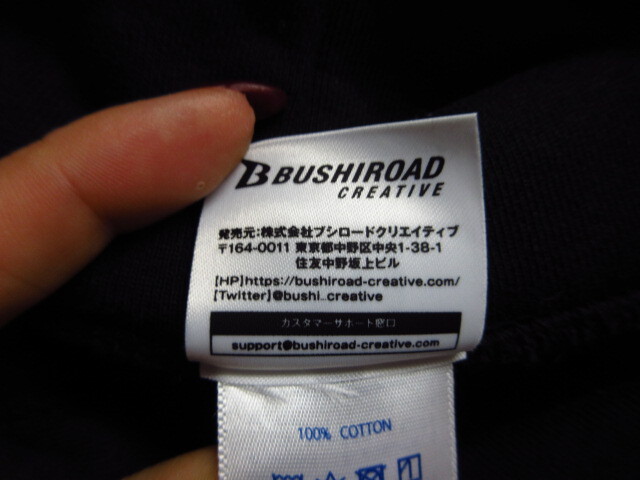 BUSHIROAD
CREATIVE
発売元:株式会社ブシロードクリエイティブ
〒164-0011 東京都中野区中央1-38-1
住友中野坂上ビル
[HP]https://bushiroad-creative.com/
[Twitter]@bushi_creative
カスタマーサポート窓口
support@bushiroad-creative.com
100% COTTON